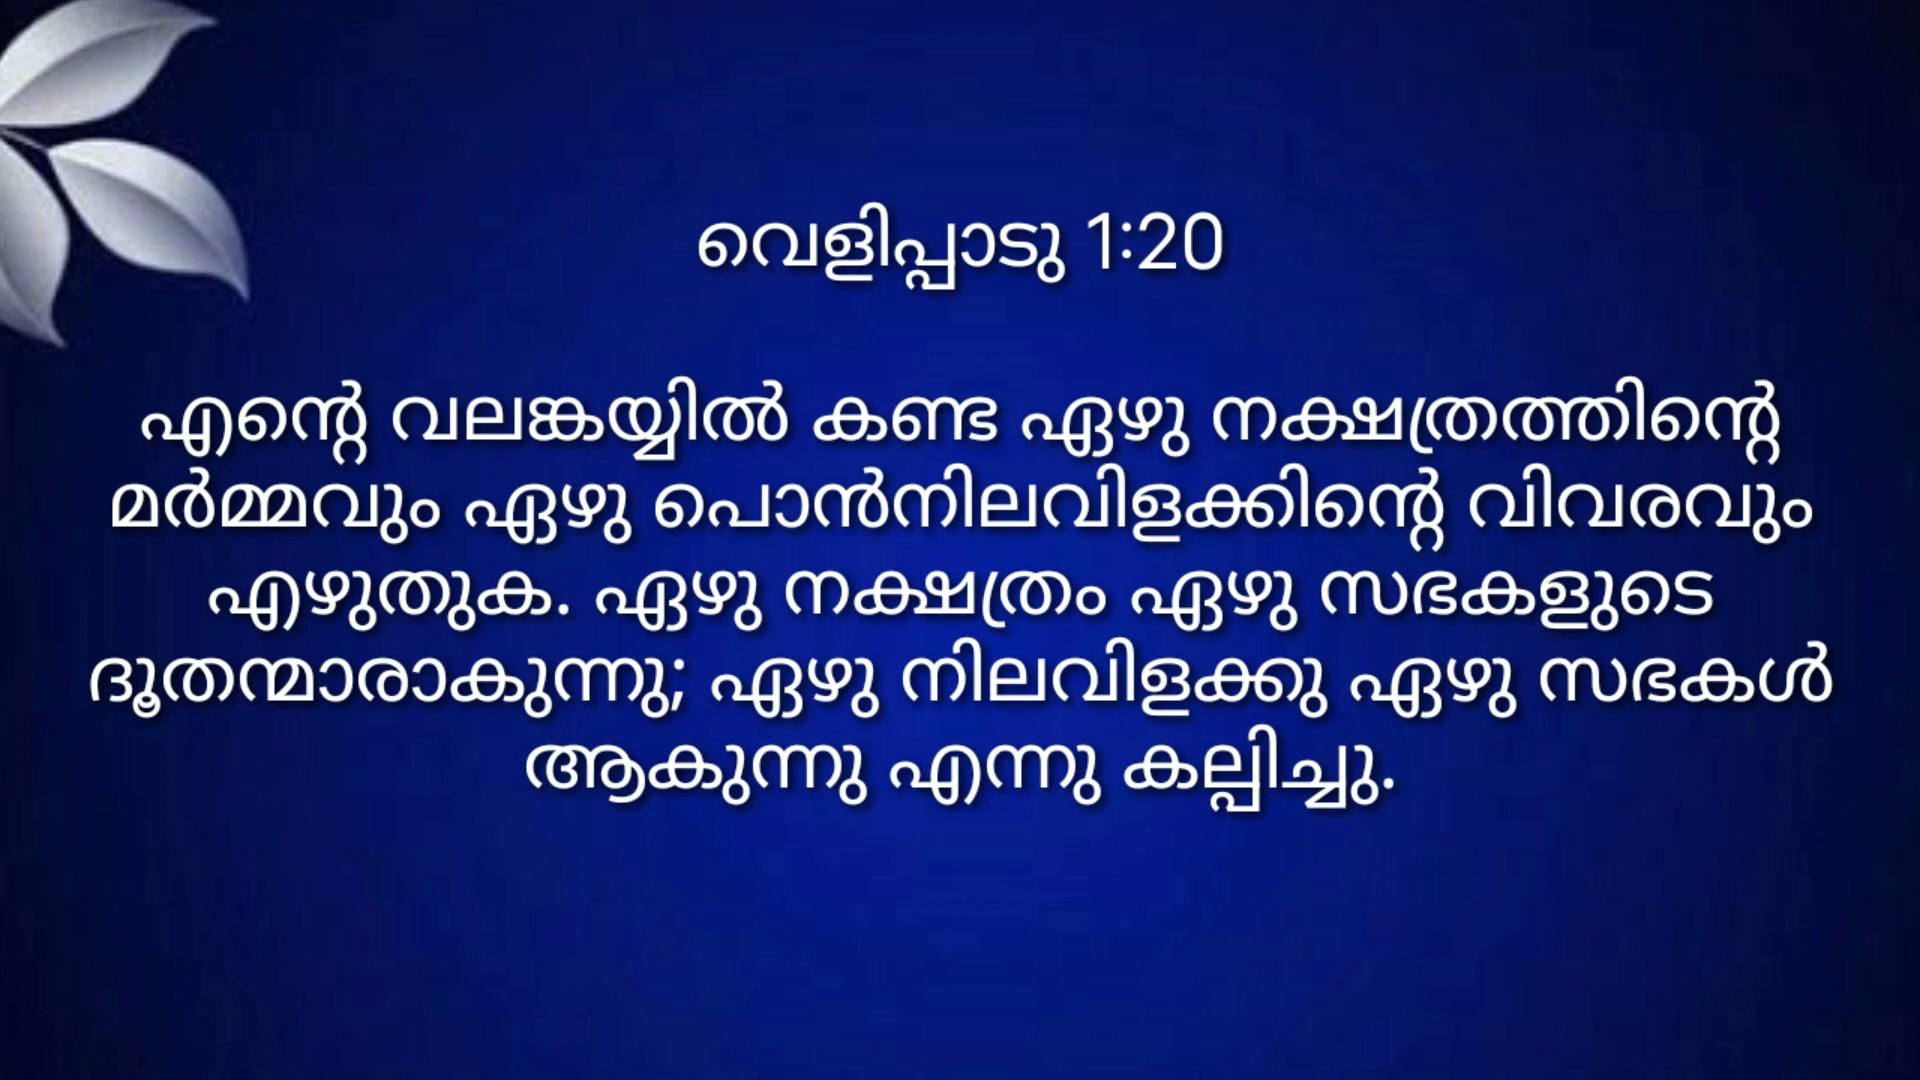 വെളിപ്പാടു 1:20
എന്റെ വലങ്കയ്യിൽ കണ്ട ഏഴു നക്ഷത്രത്തിന്റെ
മർമ്മവും ഏഴു പൊൻനിലവിളക്കിന്റെ വിവരവും
എഴുതുക. ഏഴു നക്ഷത്രം ഏഴു സഭകളുടെ
ദൂതന്മാരാകുന്നു; ഏഴു നിലവിളക്കു ഏഴു സഭകൾ
ആകുന്നു എന്നു കല്പിച്ചു.